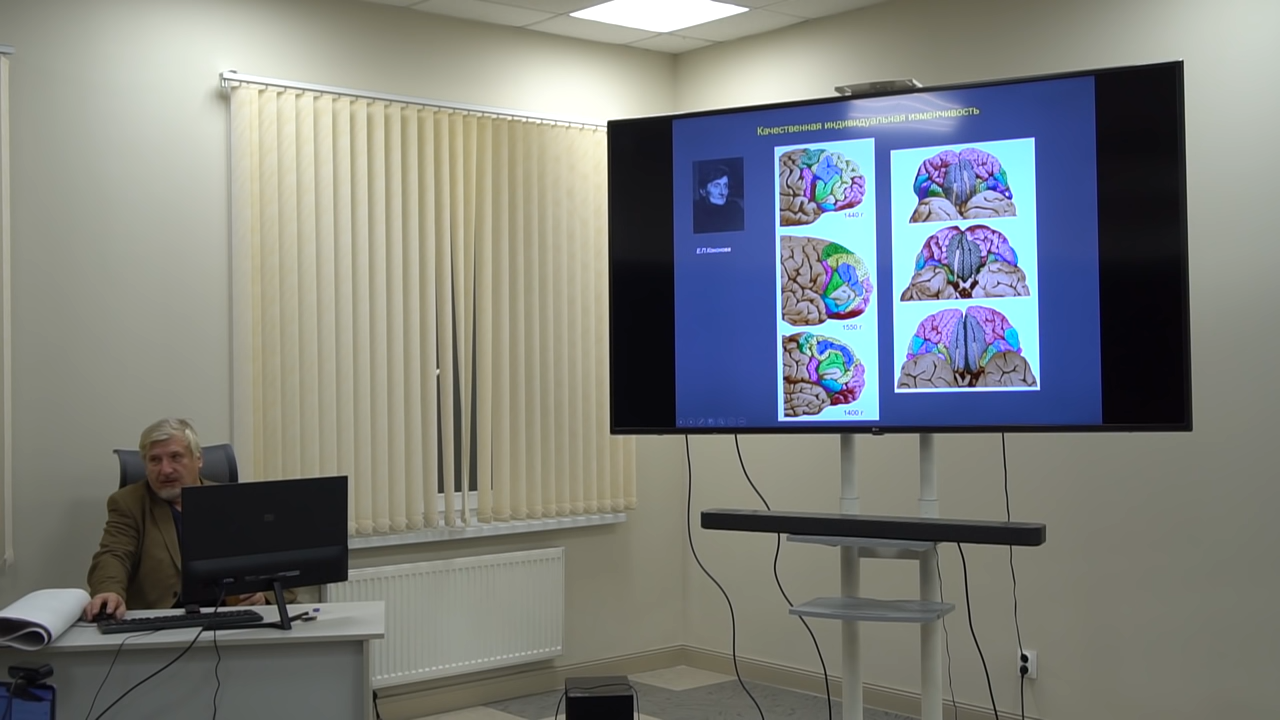 Качественная индивидуальная изменчивость
1440 г
Е.П.Кононова
1550 г
1400 г